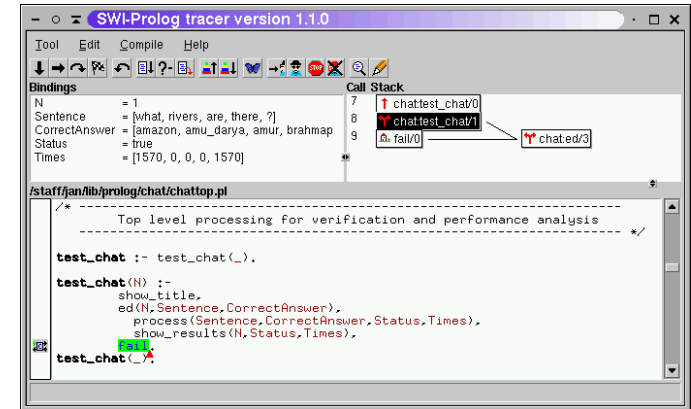 SWI-Prolog tracer version 1.1.0
Tool Edit Compile Help
Bindings
N = 1
Sentence = [what, rivers, are, there, ?]
CorrectAnswer = [amazon, amu_darya, amur, brahmap
Status = true
Times = [1570, 0, 0, 0, 1570]
Call Stack
7 chat:test_chat/0
8 chat:test_chat/1
9 fail/0 chat:ed/3
/staff/jan/lib/prolog/chat/chattop.pl
/* ----------------------------------------------------------------------
Top level processing for verification and performance analysis
---------------------------------------------------------------------- */
test_chat :- test_chat(_).
test_chat(N) :-
show_title,
ed(N,Sentence,CorrectAnswer),
process(Sentence,CorrectAnswer,Status,Times),
show_results(N,Status,Times),
fail.
test_chat(_).